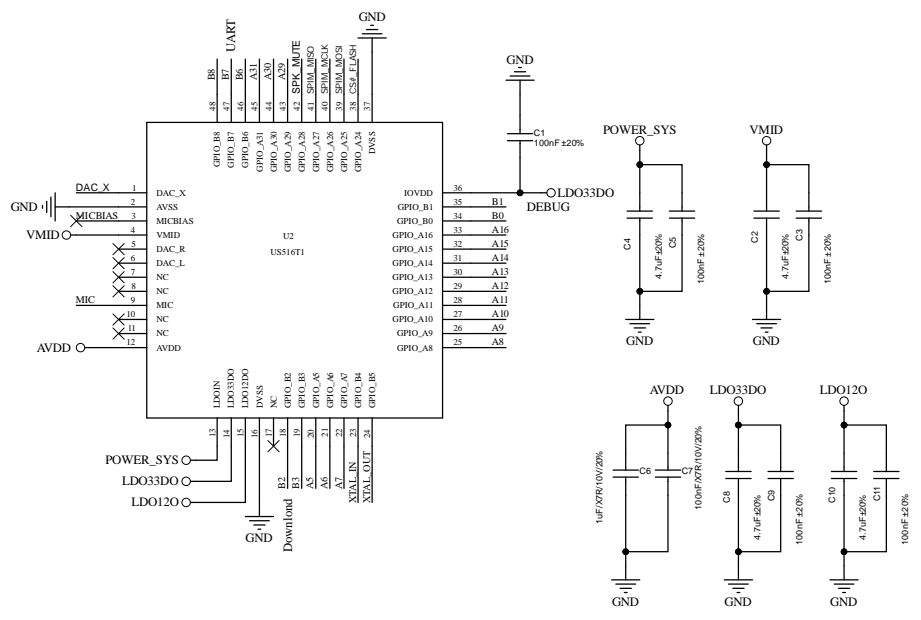 GND
UART
B8
B7
B6
A31
A30
A29
SPK_MUTE
SPIM_MISO
SPIM_MCLK
SPIM_MOSI
CS#_FLASH
48
47
46
45
44
43
42
41
40
39
38
37
GPIO_B8
GPIO_B7
GPIO_B6
GPIO_A31
GPIO_A30
GPIO_A29
GPIO_A28
GPIO_A27
GPIO_A26
GPIO_A25
GPIO_A24
DVSS
DAC_X 1 DAC_X
GND 2 AVSS
MICBIAS 3 MICBIAS
VMID 4 VMID
5 DAC_R
6 DAC_L
7 NC
8 NC
MIC 9 MIC
10 NC
11 NC
AVDD 12 AVDD
U2
US516T1
IOVDD 36 LDO33DO
DEBUG
GPIO_B1 35 B1
GPIO_B0 34 B0
GPIO_A16 33 A16
GPIO_A15 32 A15
GPIO_A14 31 A14
GPIO_A13 30 A13
GPIO_A12 29 A12
GPIO_A11 28 A11
GPIO_A10 27 A10
GPIO_A9 26 A9
GPIO_A8 25 A8
LDOIN
LDO33DO
LDO12DO
DVSS
NC
GPIO_B2
GPIO_B3
GPIO_A5
GPIO_A6
GPIO_A7
GPIO_B4
GPIO_B5
13
14
15
16
17
18
19
20
21
22
23
24
POWER_SYS
LDO33DO
LDO12O
GND
B2
B3
A5
A6
A7
XTAL_IN
XTAL_OUT
Downlond
GND
C1
100nF±20%
POWER_SYS
C4
4.7uF±20%
C5
100nF±20%
GND
VMID
C2
4.7uF±20%
C3
100nF±20%
GND
AVDD
1uF/X7R/10V/20%
C6
C7
100nF/X7R/10V/20%
GND
LDO33DO
C8
4.7uF±20%
C9
100nF±20%
GND
LDO12O
C10
4.7uF±20%
C11
100nF±20%
GND